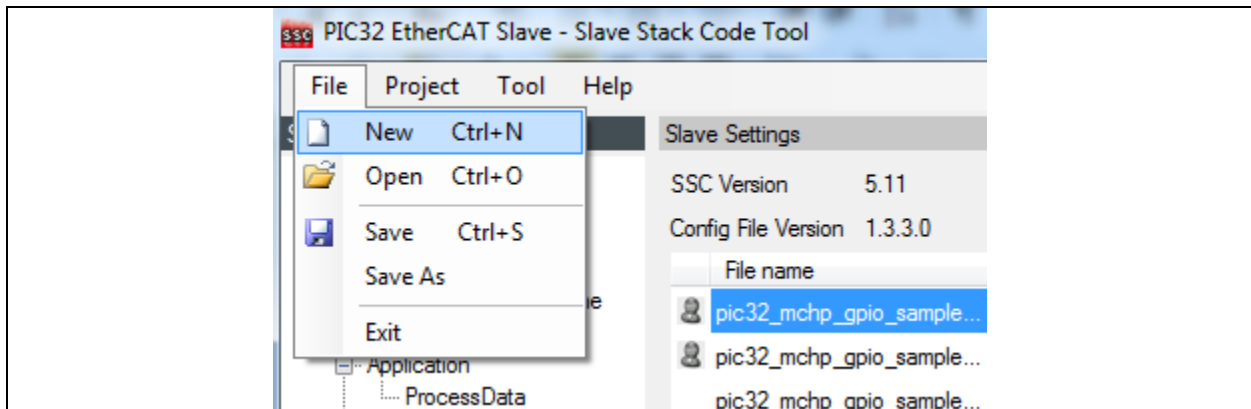 ssc PIC32 EtherCAT Slave - Slave Stack Code Tool
File Project Tool Help
New Ctrl+N
Open Ctrl+O
Save Ctrl+S
Save As
Exit
Application
ProcessData
Slave Settings
SSC Version 5.11
Config File Version 1.3.3.0
File name
pic32_mchp_gpio_sample...
pic32_mchp_gpio_sample...
pic32_mchp_gpio_sample...